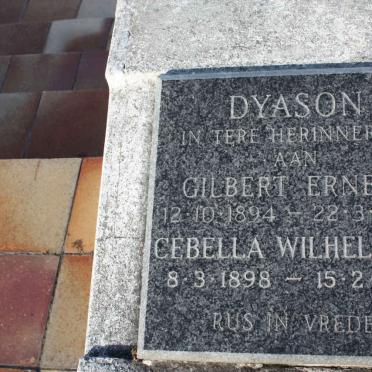 DYASON
IN TERE HERINNER
AAN
GILBERT ERNE
12·10·1894 – 22·3·
CEBELLA WILHEL
8·3·1898 – 15·2·
RUS IN VREDE